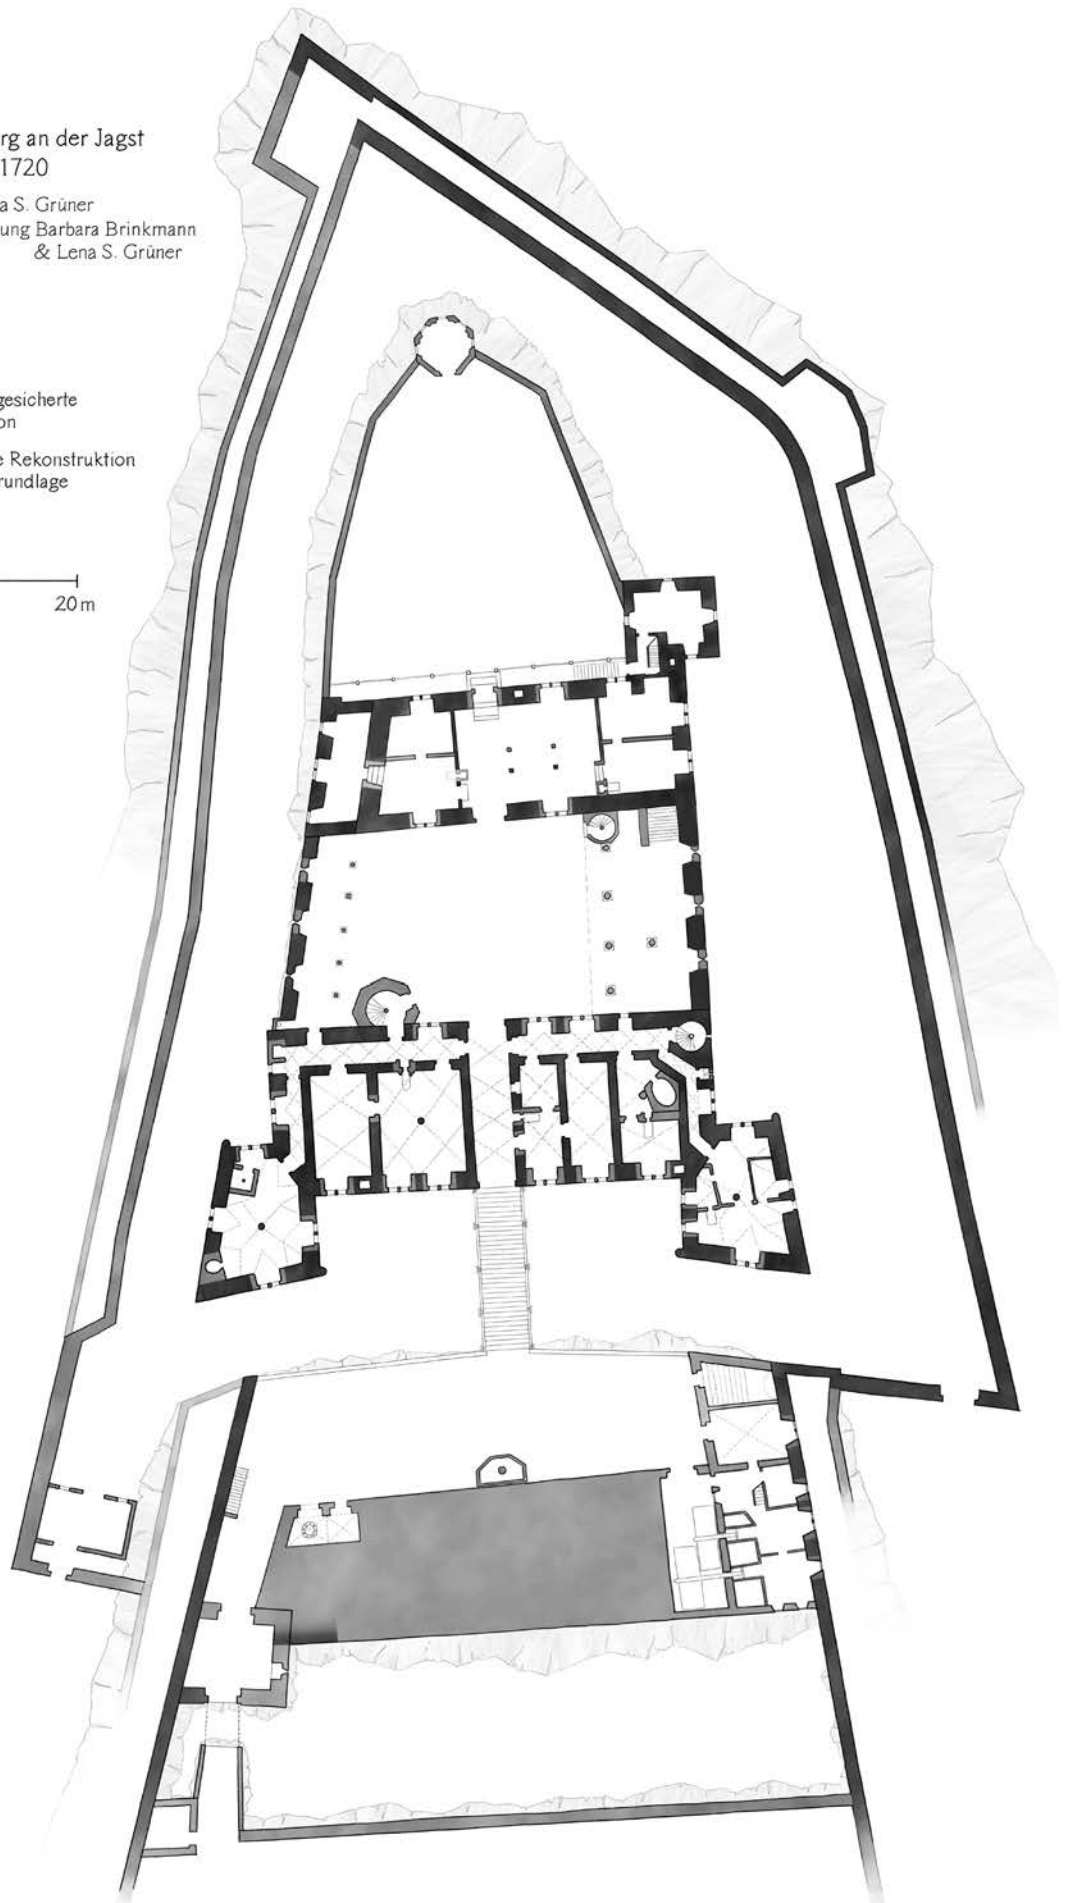 rg an der Jagst
1720
a S. Grüner
ung Barbara Brinkmann
& Lena S. Grüner
gesicherte
on
e Rekonstruktion
rundlage
20 m